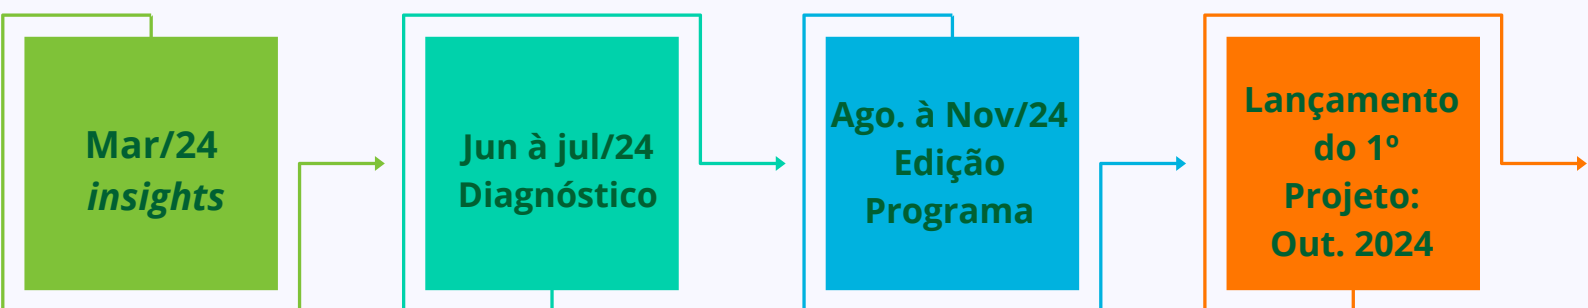 Mar/24
insights
Jun à jul/24
Diagnóstico
Ago. à Nov/24
Edição
Programa
Lançamento
do 1º
Projeto:
Out. 2024